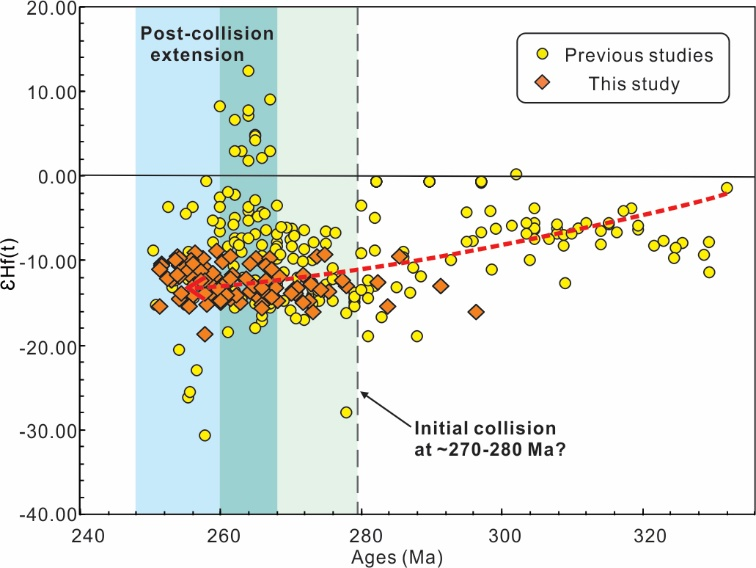 20.00
10.00
0.00
-10.00
-20.00
-30.00
-40.00
εHf(t)
Post-collision
extension
Previous studies
This study
Initial collision
at ~270-280 Ma?
240
260
280
300
320
Ages (Ma)